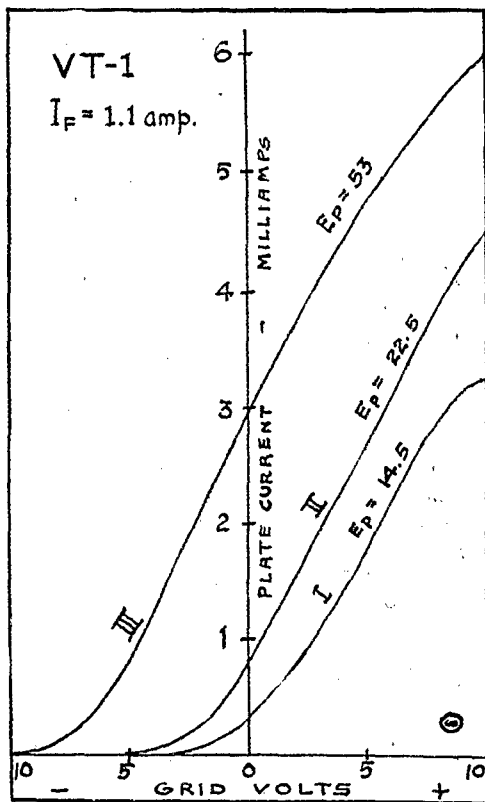 VT-1
I_F = 1.1 amp.
6
5
4
3
2
1
PLATE CURRENT - MILLIAMPS
E_P = 53
E_P = 22.5
E_P = 14.5
III
II
I
10 5 0 5 10
- GRID VOLTS +